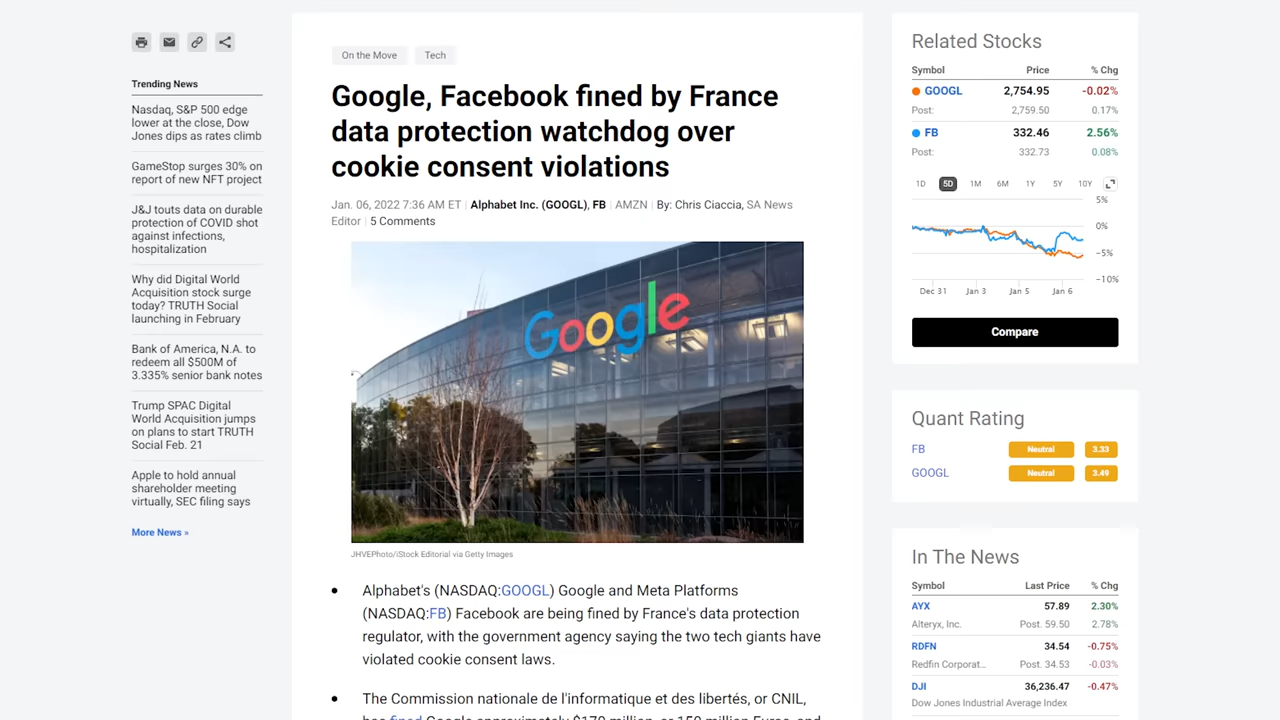 Trending News
Nasdaq, S&P 500 edge
lower at the close, Dow
Jones dips as rates climb
GameStop surges 30% on
report of new NFT project
J&J touts data on durable
protection of COVID shot
against infections,
hospitalization
Why did Digital World
Acquisition stock surge
today? TRUTH Social
launching in February
Bank of America, N.A. to
redeem all $500M of
3.335% senior bank notes
Trump SPAC Digital
World Acquisition jumps
on plans to start TRUTH
Social Feb. 21
Apple to hold annual
shareholder meeting
virtually, SEC filing says
More News »
On the Move Tech
Google, Facebook fined by France
data protection watchdog over
cookie consent violations
Jan. 06, 2022 7:36 AM ET | Alphabet Inc. (GOOGL), FB | AMZN | By: Chris Ciaccia, SA News
Editor | 5 Comments
Google
JHVEPhoto/iStock Editorial via Getty Images
• Alphabet's (NASDAQ:GOOGL) Google and Meta Platforms
(NASDAQ:FB) Facebook are being fined by France's data protection
regulator, with the government agency saying the two tech giants have
violated cookie consent laws.
• The Commission nationale de l'informatique et des libertés, or CNIL,
has fined Google approximately $170 million, or 150 million Euros, and
Related Stocks
Symbol Price % Chg
GOOGL 2,754.95 -0.02%
Post: 2,759.50 0.17%
FB 332.46 2.56%
Post: 332.73 0.08%
1D 5D 1M 6M 1Y 5Y 10Y
5%
0%
−5%
−10%
Dec 31 Jan 3 Jan 5 Jan 6
Compare
Quant Rating
FB Neutral 3.33
GOOGL Neutral 3.49
In The News
Symbol Last Price % Chg
AYX 57.89 2.30%
Alteryx, Inc. Post. 59.50 2.78%
RDFN 34.54 -0.75%
Redfin Corporat... Post. 34.53 -0.03%
DJI 36,236.47 -0.47%
Dow Jones Industrial Average Index